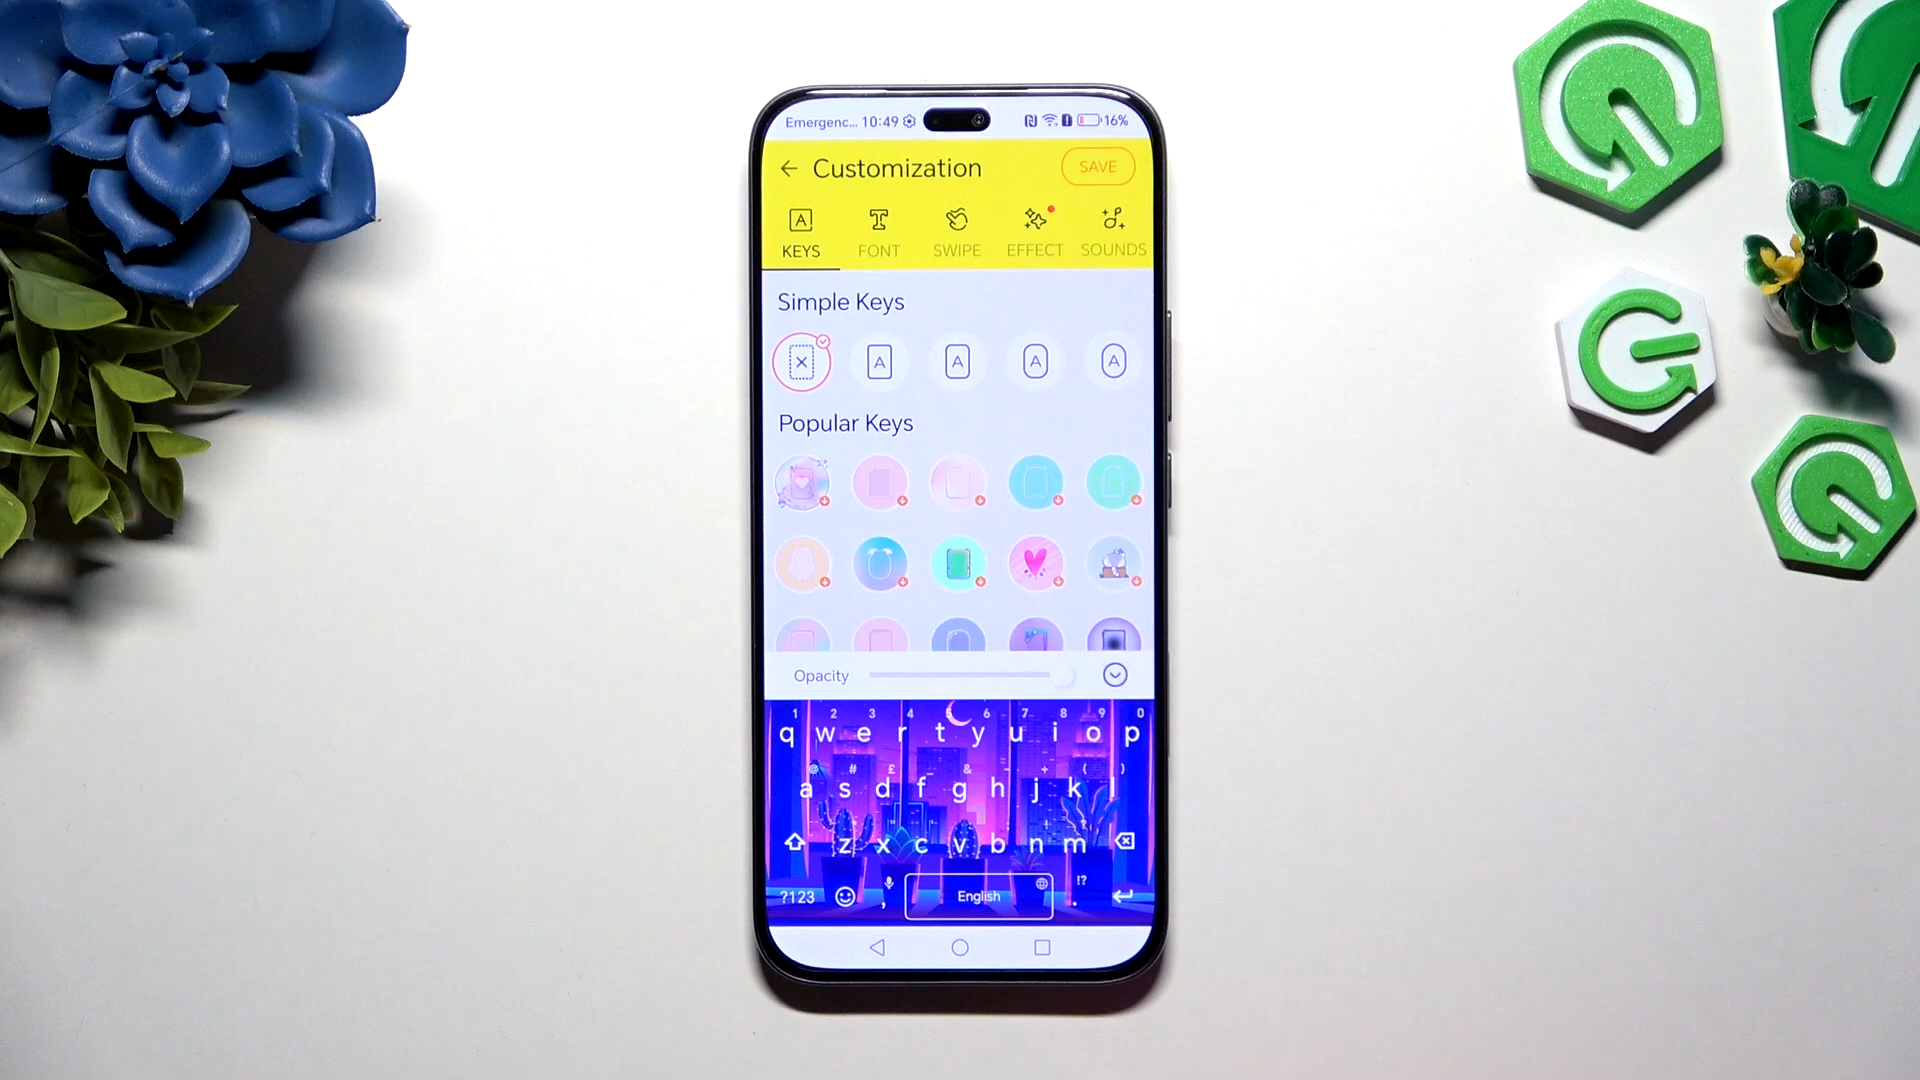 Emergenc... 10:49 16%
Customization SAVE
KEYS FONT SWIPE EFFECT SOUNDS
Simple Keys
X A A A A
Popular Keys
Opacity
1 2 3 4 5 6 7 8 9 0
q w e r t y u i o p
@ # £ _ & - + ( )
a s d f g h j k l
z x c v b n m
?123 , English !? .